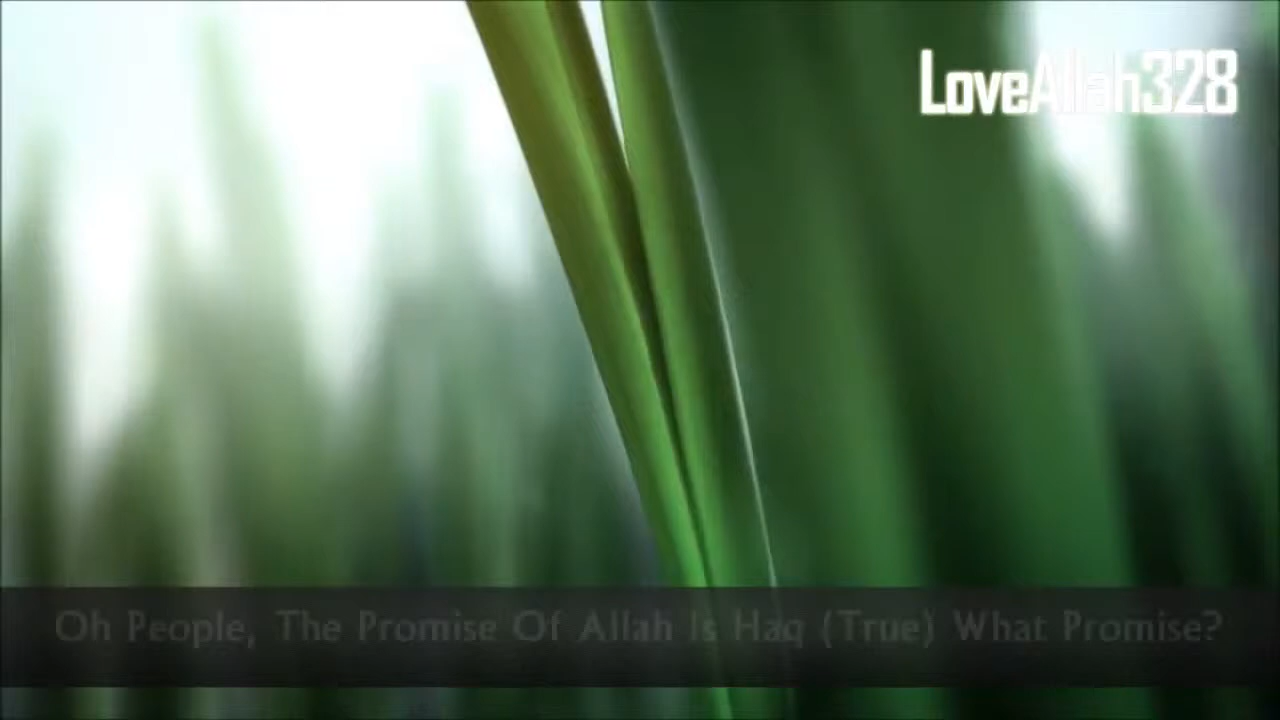 LoveAllah328
Oh People, The Promise Of Allah Is Haq (True) What Promise?